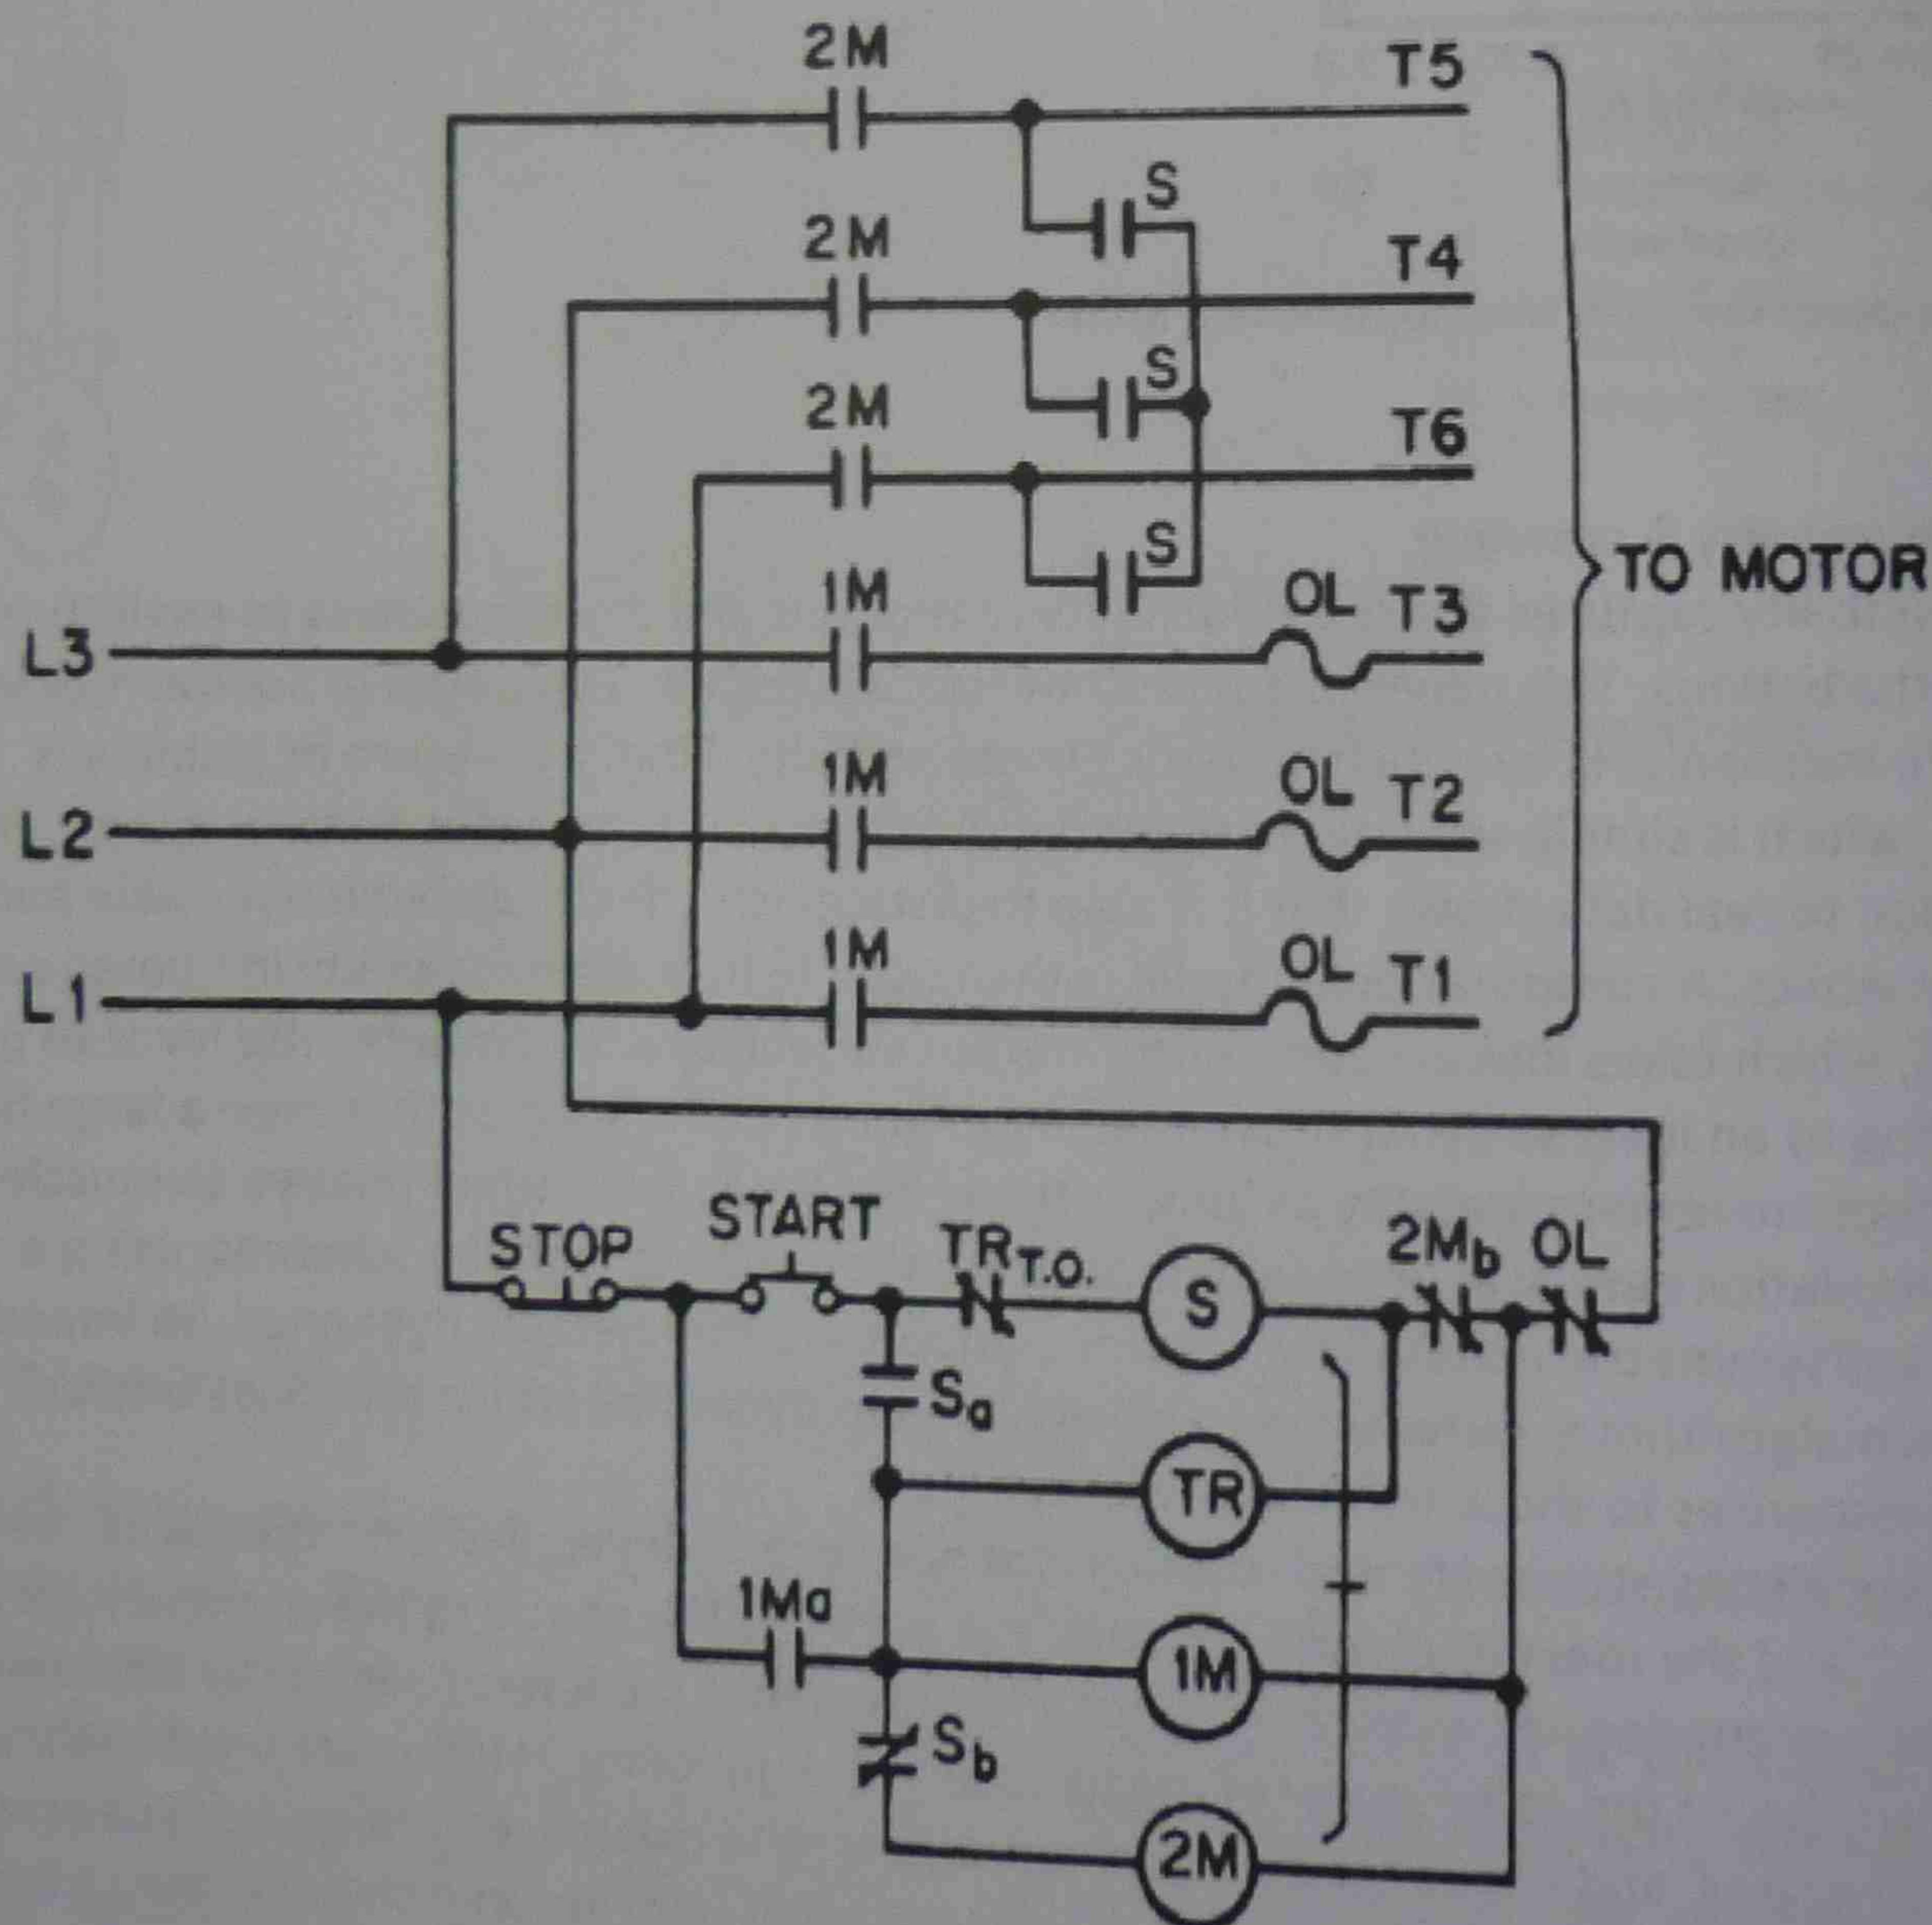 2M
T5
S
2M
T4
S
2M
T6
S
TO MOTOR
1M
OL T3
L3
1M
OL T2
L2
1M
OL T1
L1
STOP
START
TR T.O.
S
2Mb
OL
Sa
TR
1Ma
1M
Sb
2M